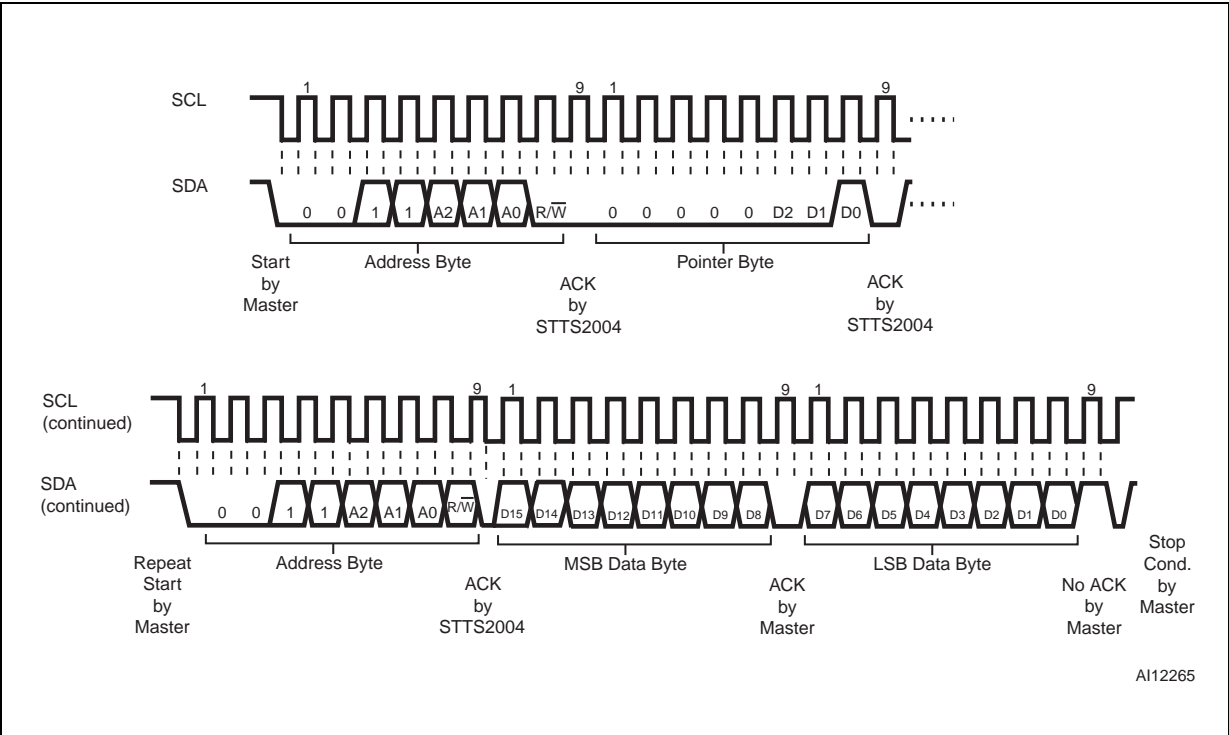 1 9 1 9
SCL
SDA
0 0 1 1 A2 A1 A0 R/W̅ 0 0 0 0 0 D2 D1 D0
Address Byte Pointer Byte
Start
by
Master
ACK
by
STTS2004
ACK
by
STTS2004
1 9 1 9 1 9
SCL
(continued)
SDA
(continued)
0 0 1 1 A2 A1 A0 R/W̅ D15 D14 D13 D12 D11 D10 D9 D8 D7 D6 D5 D4 D3 D2 D1 D0
Address Byte MSB Data Byte LSB Data Byte
Repeat
Start
by
Master
ACK
by
STTS2004
ACK
by
Master
No ACK
by
Master
Stop
Cond.
by
Master
AI12265